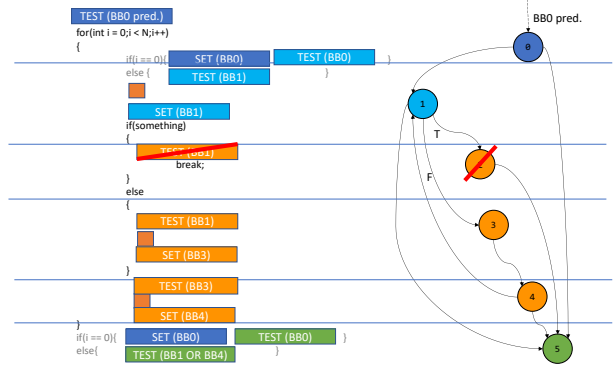 TEST (BB0 pred.)
for(int i = 0;i < N;i++)
{
if(i == 0){ SET (BB0) TEST (BB0) }
else { TEST (BB1) }
SET (BB1)
if(something)
{
TEST (BB1)
break;
}
else
{
TEST (BB1)
SET (BB3)
}
TEST (BB3)
SET (BB4)
}
if(i == 0){ SET (BB0) TEST (BB0) }
else{ TEST (BB1 OR BB4) }
BB0 pred.
0
1
T
F
3
4
5